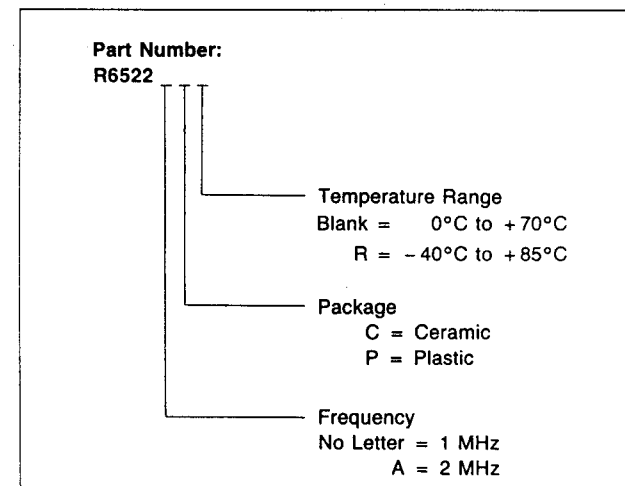 Part Number:
R6522 _ _ _
Temperature Range
Blank = 0°C to +70°C
R = −40°C to +85°C
Package
C = Ceramic
P = Plastic
Frequency
No Letter = 1 MHz
A = 2 MHz